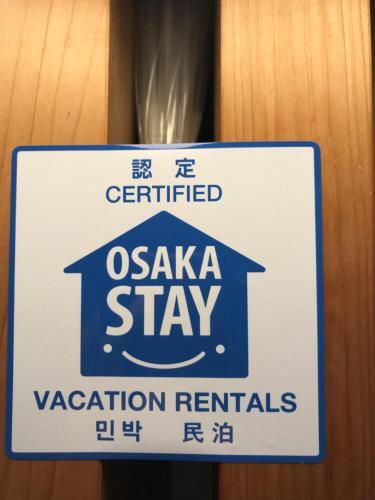 認 定
CERTIFIED
OSAKA
STAY
VACATION RENTALS
민박 民泊